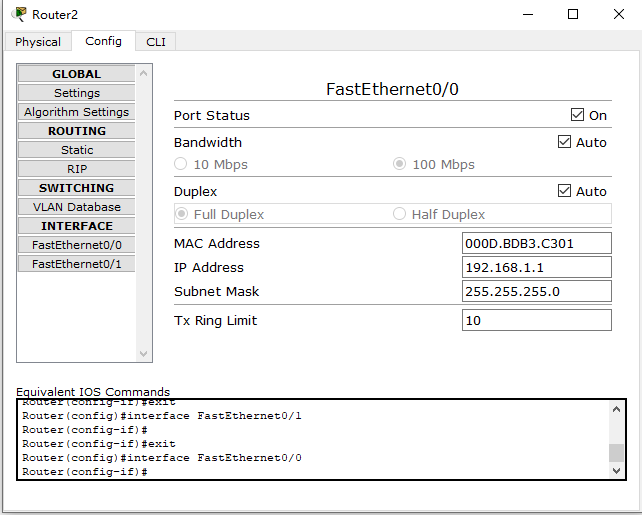 Router2
Physical Config CLI
GLOBAL
Settings
Algorithm Settings
ROUTING
Static
RIP
SWITCHING
VLAN Database
INTERFACE
FastEthernet0/0
FastEthernet0/1
FastEthernet0/0
Port Status On
Bandwidth Auto
10 Mbps 100 Mbps
Duplex Auto
Full Duplex Half Duplex
MAC Address 000D.BDB3.C301
IP Address 192.168.1.1
Subnet Mask 255.255.255.0
Tx Ring Limit 10
Equivalent IOS Commands
Router(config-if)#exit
Router(config)#interface FastEthernet0/1
Router(config-if)#
Router(config-if)#exit
Router(config)#interface FastEthernet0/0
Router(config-if)#